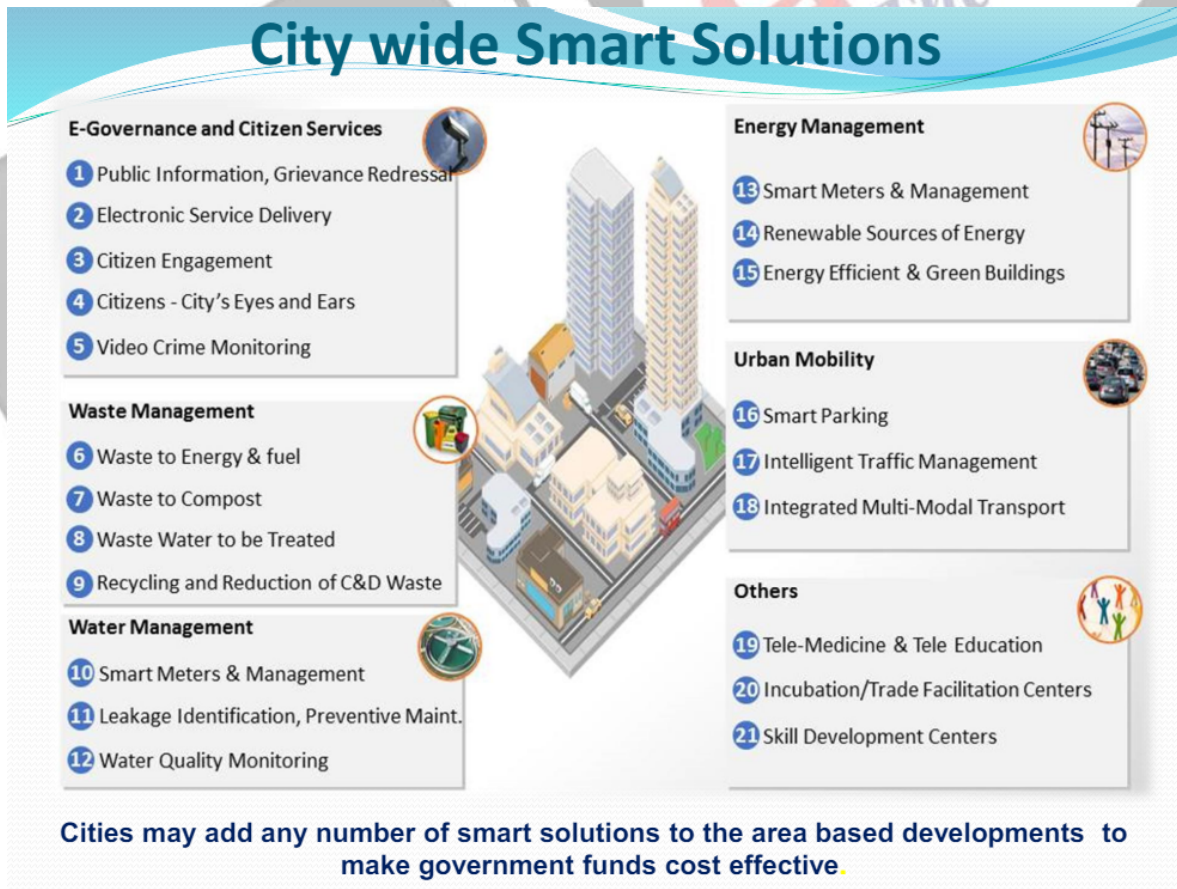 City wide Smart Solutions
E-Governance and Citizen Services
1 Public Information, Grievance Redressal
2 Electronic Service Delivery
3 Citizen Engagement
4 Citizens - City's Eyes and Ears
5 Video Crime Monitoring
Waste Management
6 Waste to Energy & fuel
7 Waste to Compost
8 Waste Water to be Treated
9 Recycling and Reduction of C&D Waste
Water Management
10 Smart Meters & Management
11 Leakage Identification, Preventive Maint.
12 Water Quality Monitoring
Energy Management
13 Smart Meters & Management
14 Renewable Sources of Energy
15 Energy Efficient & Green Buildings
Urban Mobility
16 Smart Parking
17 Intelligent Traffic Management
18 Integrated Multi-Modal Transport
Others
19 Tele-Medicine & Tele Education
20 Incubation/Trade Facilitation Centers
21 Skill Development Centers
Cities may add any number of smart solutions to the area based developments to
make government funds cost effective.